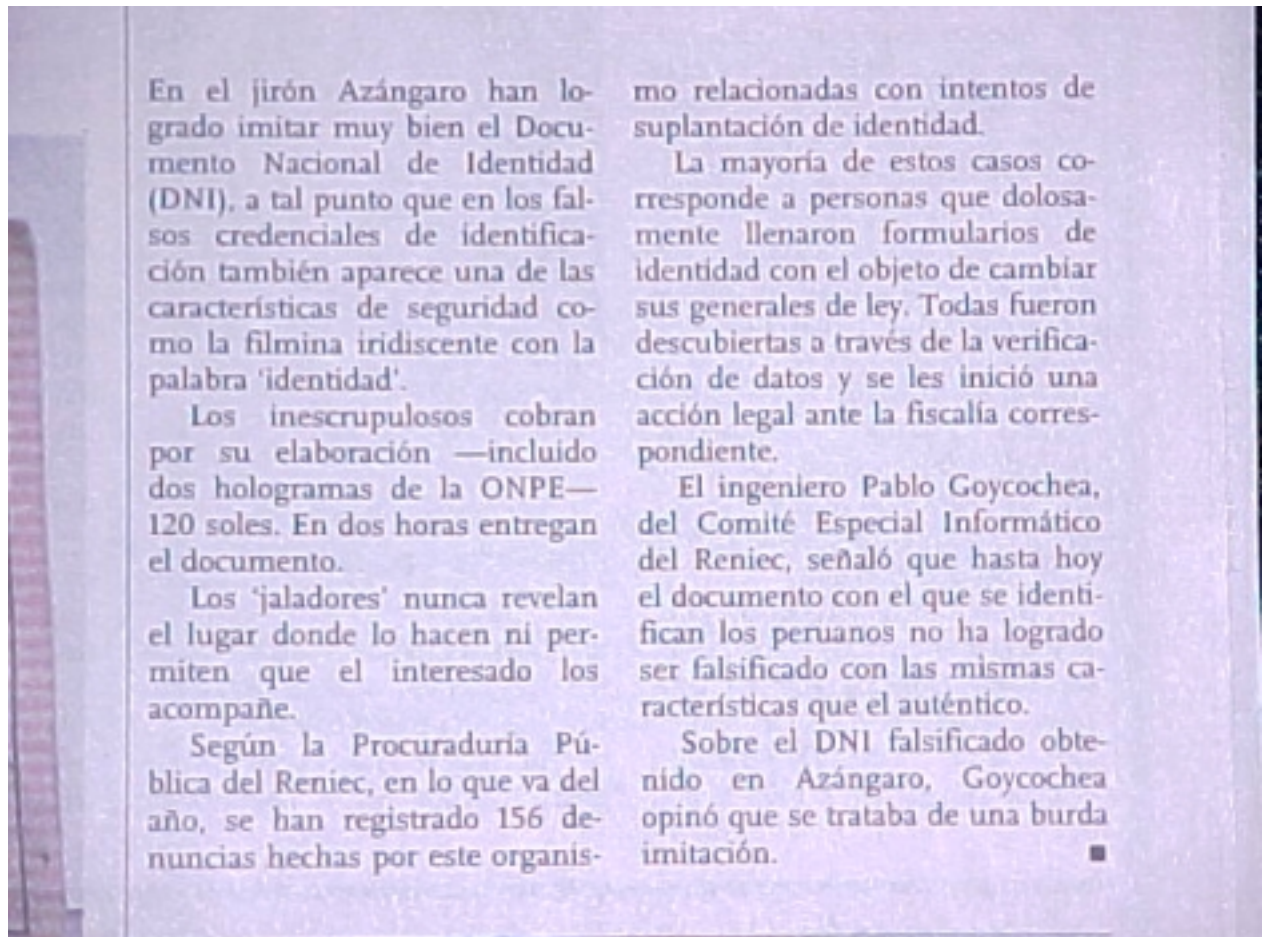 En el jirón Azángaro han lo-
grado imitar muy bien el Docu-
mento Nacional de Identidad
(DNI), a tal punto que en los fal-
sos credenciales de identifica-
ción también aparece una de las
características de seguridad co-
mo la filmina iridiscente con la
palabra 'identidad'.
Los inescrupulosos cobran
por su elaboración —incluido
dos hologramas de la ONPE—
120 soles. En dos horas entregan
el documento.
Los 'jaladores' nunca revelan
el lugar donde lo hacen ni per-
miten que el interesado los
acompañe.
Según la Procuraduría Pú-
blica del Reniec, en lo que va del
año, se han registrado 156 de-
nuncias hechas por este organis-
mo relacionadas con intentos de
suplantación de identidad.
La mayoría de estos casos co-
rresponde a personas que dolosa-
mente llenaron formularios de
identidad con el objeto de cambiar
sus generales de ley. Todas fueron
descubiertas a través de la verifica-
ción de datos y se les inició una
acción legal ante la fiscalía corres-
pondiente.
El ingeniero Pablo Goycochea,
del Comité Especial Informático
del Reniec, señaló que hasta hoy
el documento con el que se identi-
fican los peruanos no ha logrado
ser falsificado con las mismas ca-
racterísticas que el auténtico.
Sobre el DNI falsificado obte-
nido en Azángaro, Goycochea
opinó que se trataba de una burda
imitación.